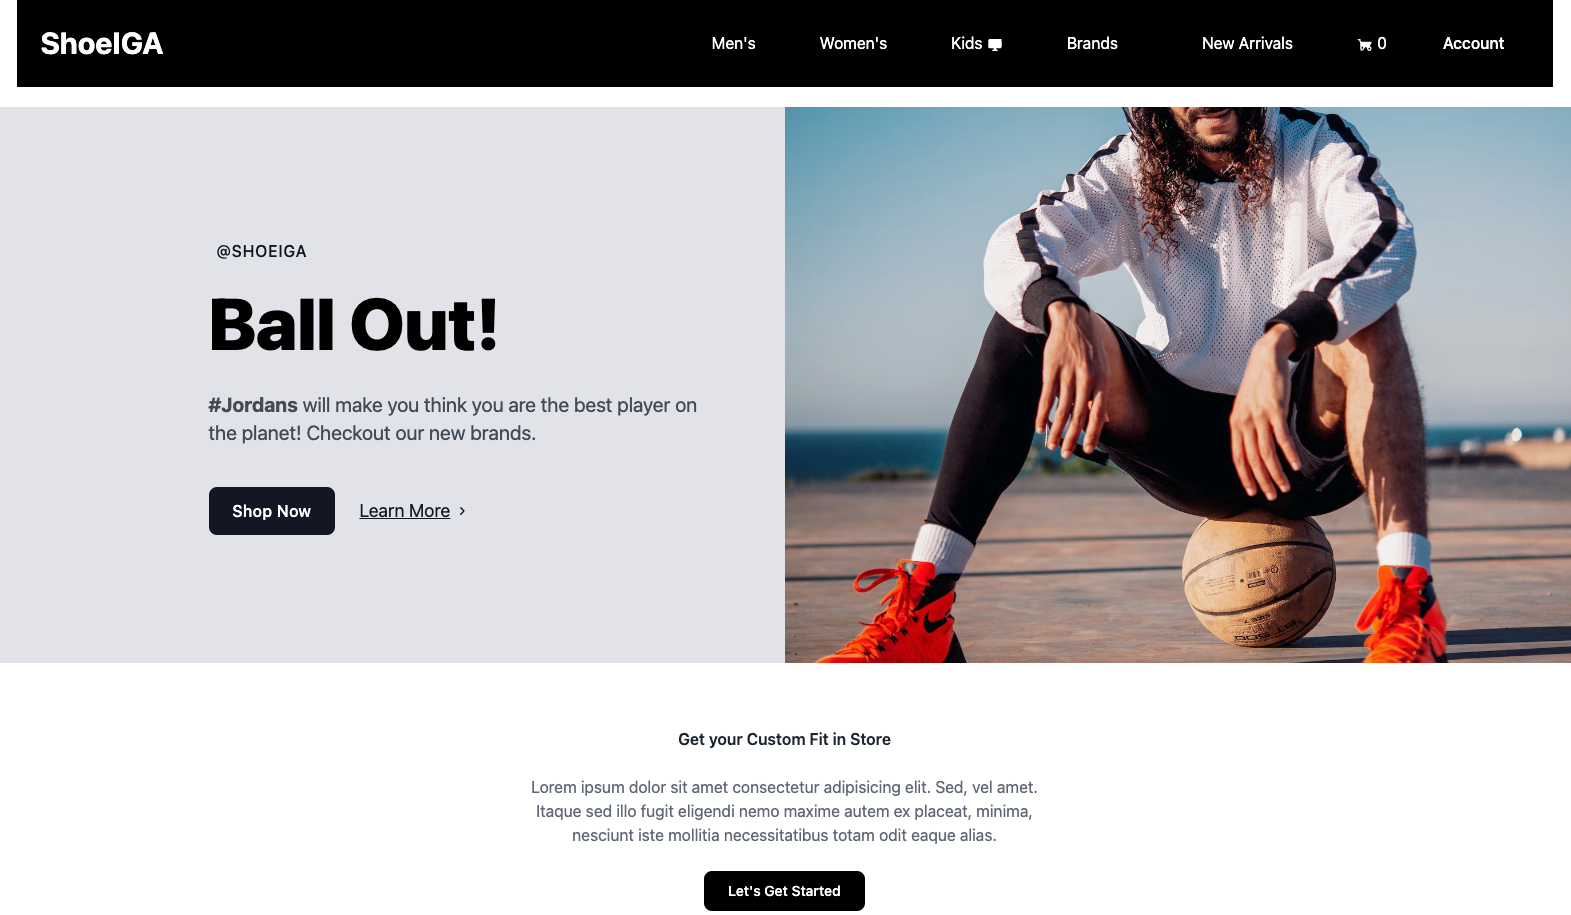 ShoeIGA
Men's
Women's
Kids
Brands
New Arrivals
0
Account
@SHOEIGA
Ball Out!
#Jordans will make you think you are the best player on
the planet! Checkout our new brands.
Shop Now
Learn More ›
Get your Custom Fit in Store
Lorem ipsum dolor sit amet consectetur adipisicing elit. Sed, vel amet.
Itaque sed illo fugit eligendi nemo maxime autem ex placeat, minima,
nesciunt iste mollitia necessitatibus totam odit eaque alias.
Let's Get Started